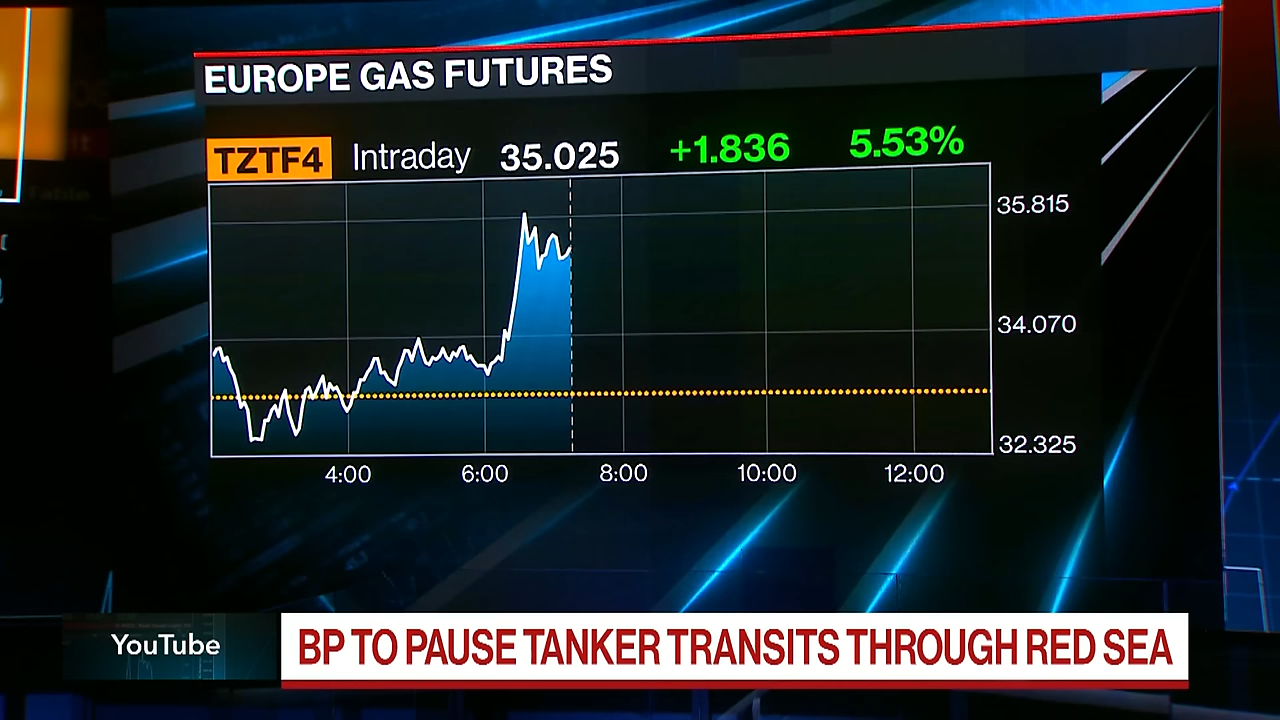 EUROPE GAS FUTURES
TZTF4 Intraday 35.025 +1.836 5.53%
35.815
34.070
32.325
4:00 6:00 8:00 10:00 12:00
YouTube
BP TO PAUSE TANKER TRANSITS THROUGH RED SEA